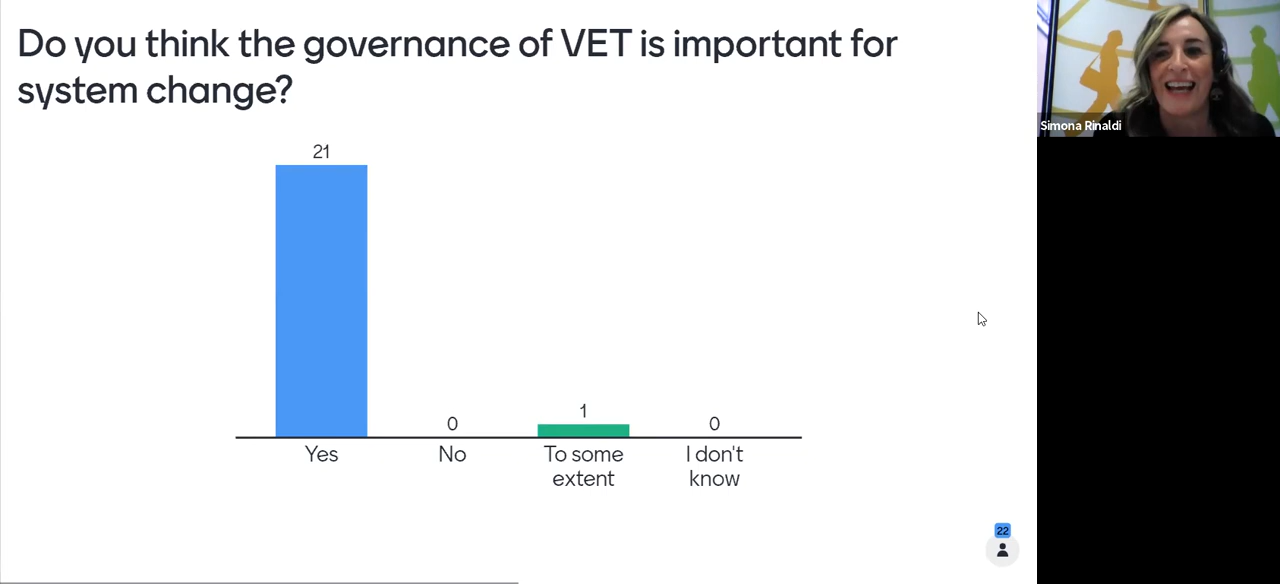 Do you think the governance of VET is important for
system change?
Simona Rinaldi
21
0
1
0
Yes
No
To some
extent
I don't
know
22